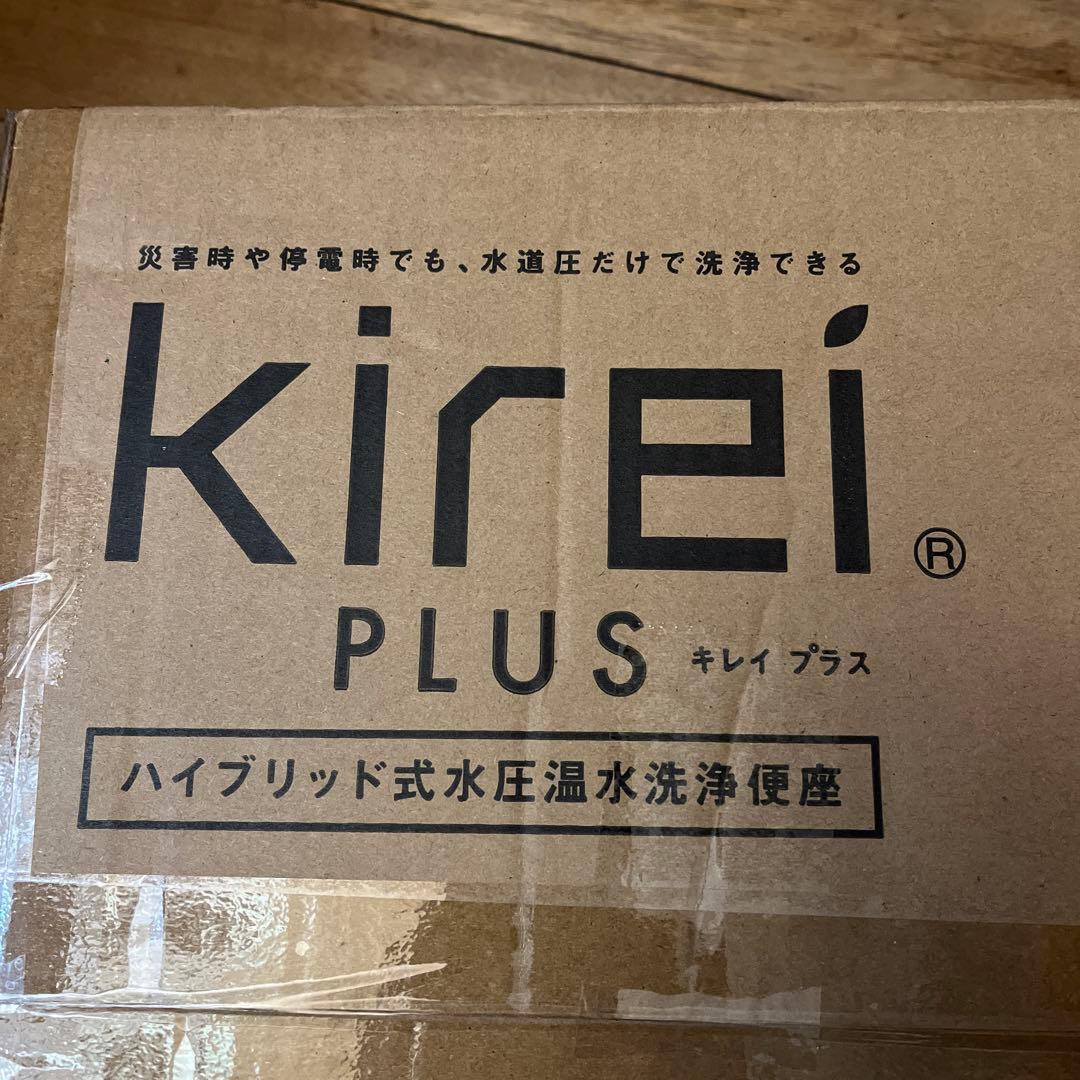 災害時や停電時でも、水道圧だけで洗浄できる
kirei®
PLUS キレイ プラス
ハイブリッド式水圧温水洗浄便座